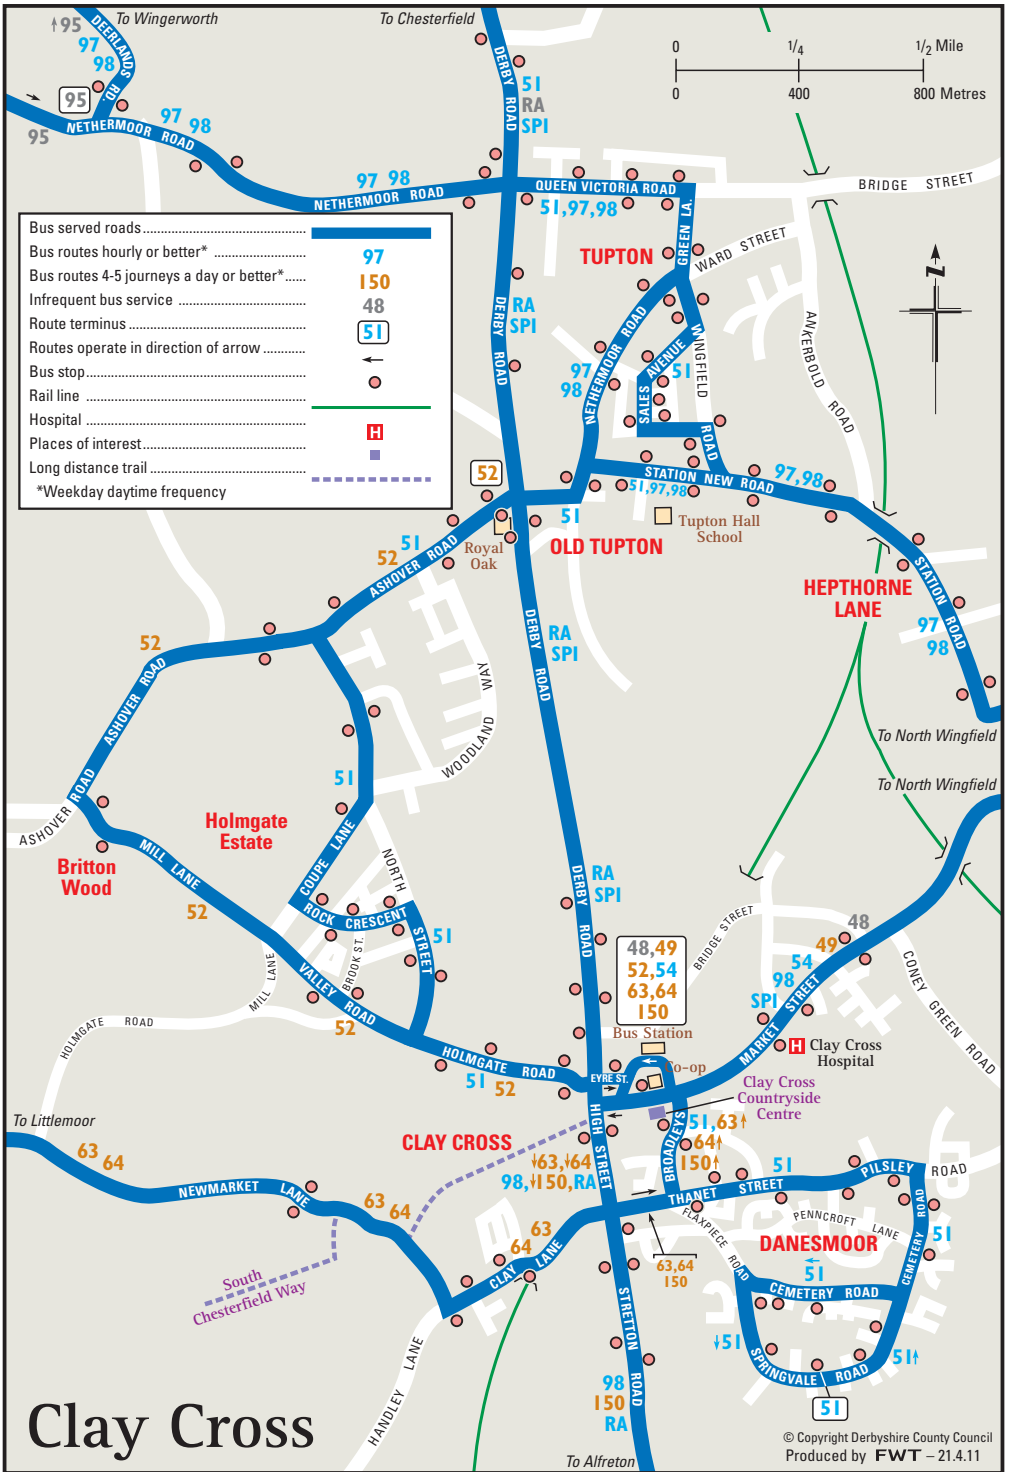 To Wingerworth
To Chesterfield
↑95
97
98
DEERLANDS RD.
95
95
NETHERMOOR ROAD
97 98
DERBY ROAD
51
RA
SPI
0 1/4 1/2 Mile
0 400 800 Metres
97 98
NETHERMOOR ROAD
QUEEN VICTORIA ROAD
51,97,98
BRIDGE STREET
GREEN LA.
WARD STREET
TUPTON
N
Bus served roads
Bus routes hourly or better* 97
Bus routes 4-5 journeys a day or better* 150
Infrequent bus service 48
Route terminus 51
Routes operate in direction of arrow
Bus stop
Rail line
Hospital H
Places of interest
Long distance trail
*Weekday daytime frequency
RA
SPI
DERBY ROAD
NETHERMOOR ROAD
97
98
SALES AVENUE
51
WINGFIELD ROAD
ANKERBOLD ROAD
52
STATION NEW ROAD
51,97,98
97,98
51
Tupton Hall
School
OLD TUPTON
Royal
Oak
51
52
ASHOVER ROAD
HEPTHORNE
LANE
STATION ROAD
97
98
52
ASHOVER ROAD
DERBY ROAD
RA
SPI
WOODLAND WAY
To North Wingfield
To North Wingfield
51
ASHOVER ROAD
Holmgate
Estate
Britton
Wood
MILL LANE
52
COUPE LANE
NORTH STREET
ROCK CRESCENT
51
BROOK ST.
MILL LANE
VALLEY ROAD
52
HOLMGATE ROAD
DERBY ROAD
RA
SPI
48,49
52,54
63,64
150
Bus Station
BRIDGE STREET
48
49
54
98
SPI
MARKET STREET
CONEY GREEN ROAD
H Clay Cross
Hospital
HOLMGATE ROAD
51 52
EYRE ST.
Co-op
Clay Cross
Countryside
Centre
To Littlemoor
63
64
CLAY CROSS
HIGH STREET
↓63,↓64
98,↓150,RA
BROADLEYS
51,63↑
64↑
150↑
NEWMARKET LANE
63
64
THANET STREET
51
PILSLEY ROAD
63
64
CLAY LANE
63,64
150
FLAXPIECE ROAD
PENNCROFT LANE
DANESMOOR
51
CEMETERY ROAD
51
CEMETERY ROAD
South
Chesterfield Way
STRETTON ROAD
↓51
SPRINGVALE ROAD
51↑
51
HANDLEY LANE
98
150
RA
Clay Cross
To Alfreton
© Copyright Derbyshire County Council
Produced by FWT – 21.4.11